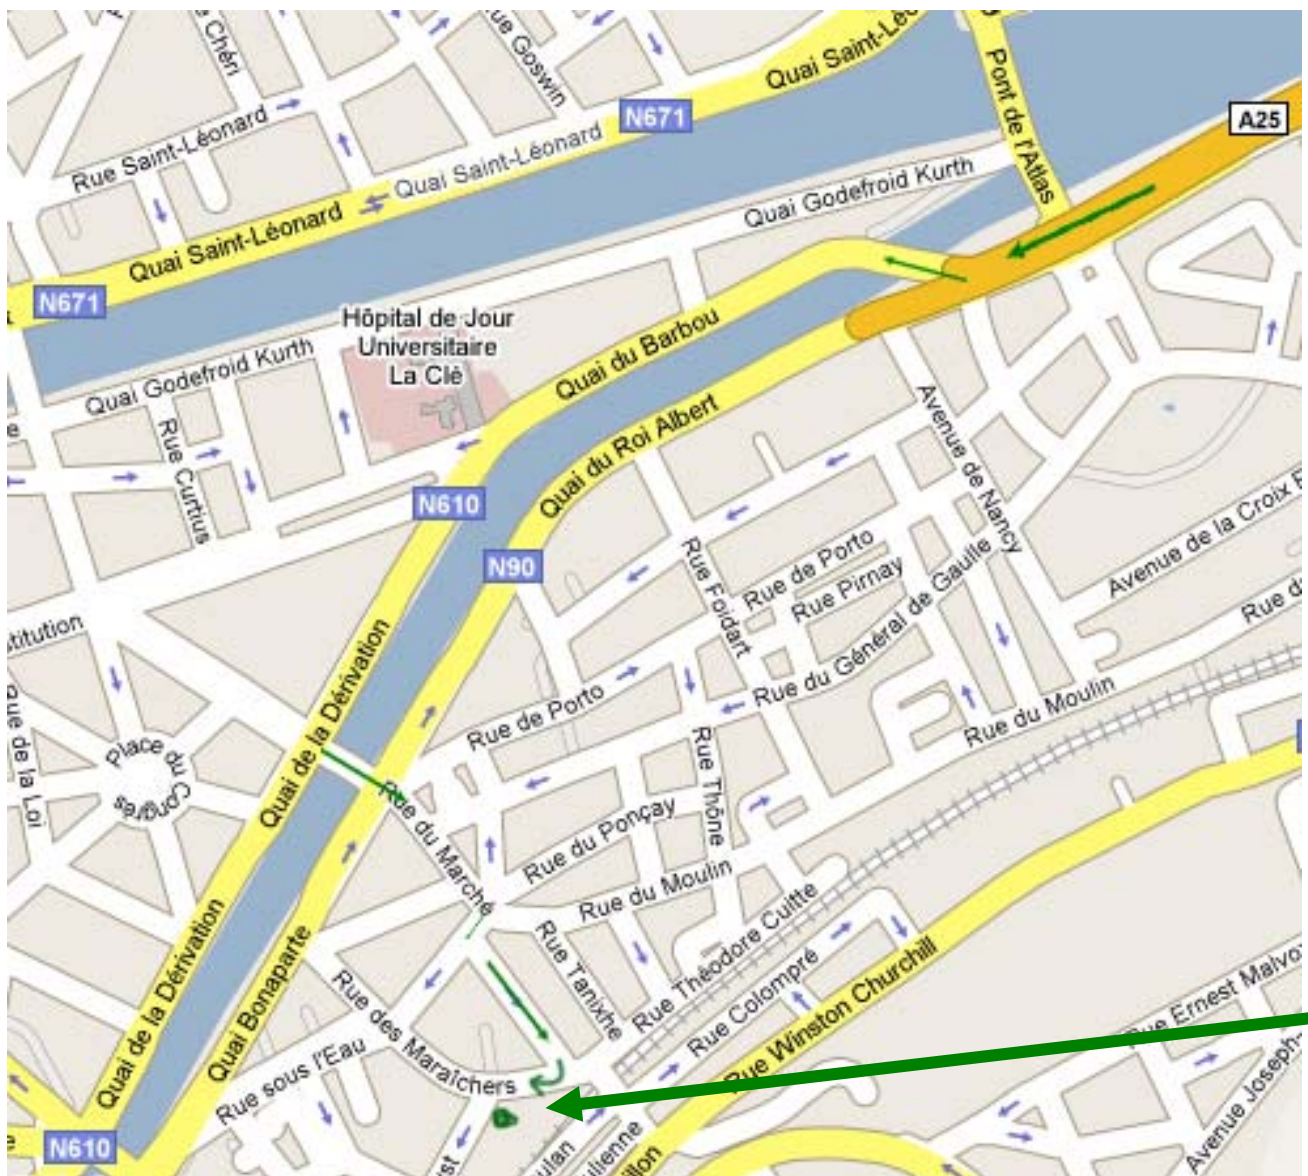 Rue Goswin
Quai Saint-Léo
Pont de l'Atlas
A25
N671
Rue Saint-Léonard
Quai Saint-Léonard
Quai Saint-Léonard
Quai Godefroid Kurth
N671
Hôpital de Jour
Universitaire
La Clé
Quai du Barbou
Quai Godefroid Kurth
Quai du Roi Albert
Rue Curtius
Avenue de Nancy
N610
N90
Avenue de la Croix
Rue Foidart
Rue de Porto
Rue Pirnay
Rue du Général de Gaulle
Rue d
stitution
Quai de la Dérivation
Rue de la Loi
Place du Congrès
Rue de Porto
Rue du Moulin
Rue Thône
Rue du Marché
Rue du Ponçay
Rue du Moulin
Rue Théodore Cuitte
Quai de la Dérivation
Quai Bonaparte
Rue Tanixhe
Rue Colompré
Rue Winston Churchill
Rue Ernest Malvo
Rue des Maraîchers
Rue sous l'Eau
Avenue Joseph
N610